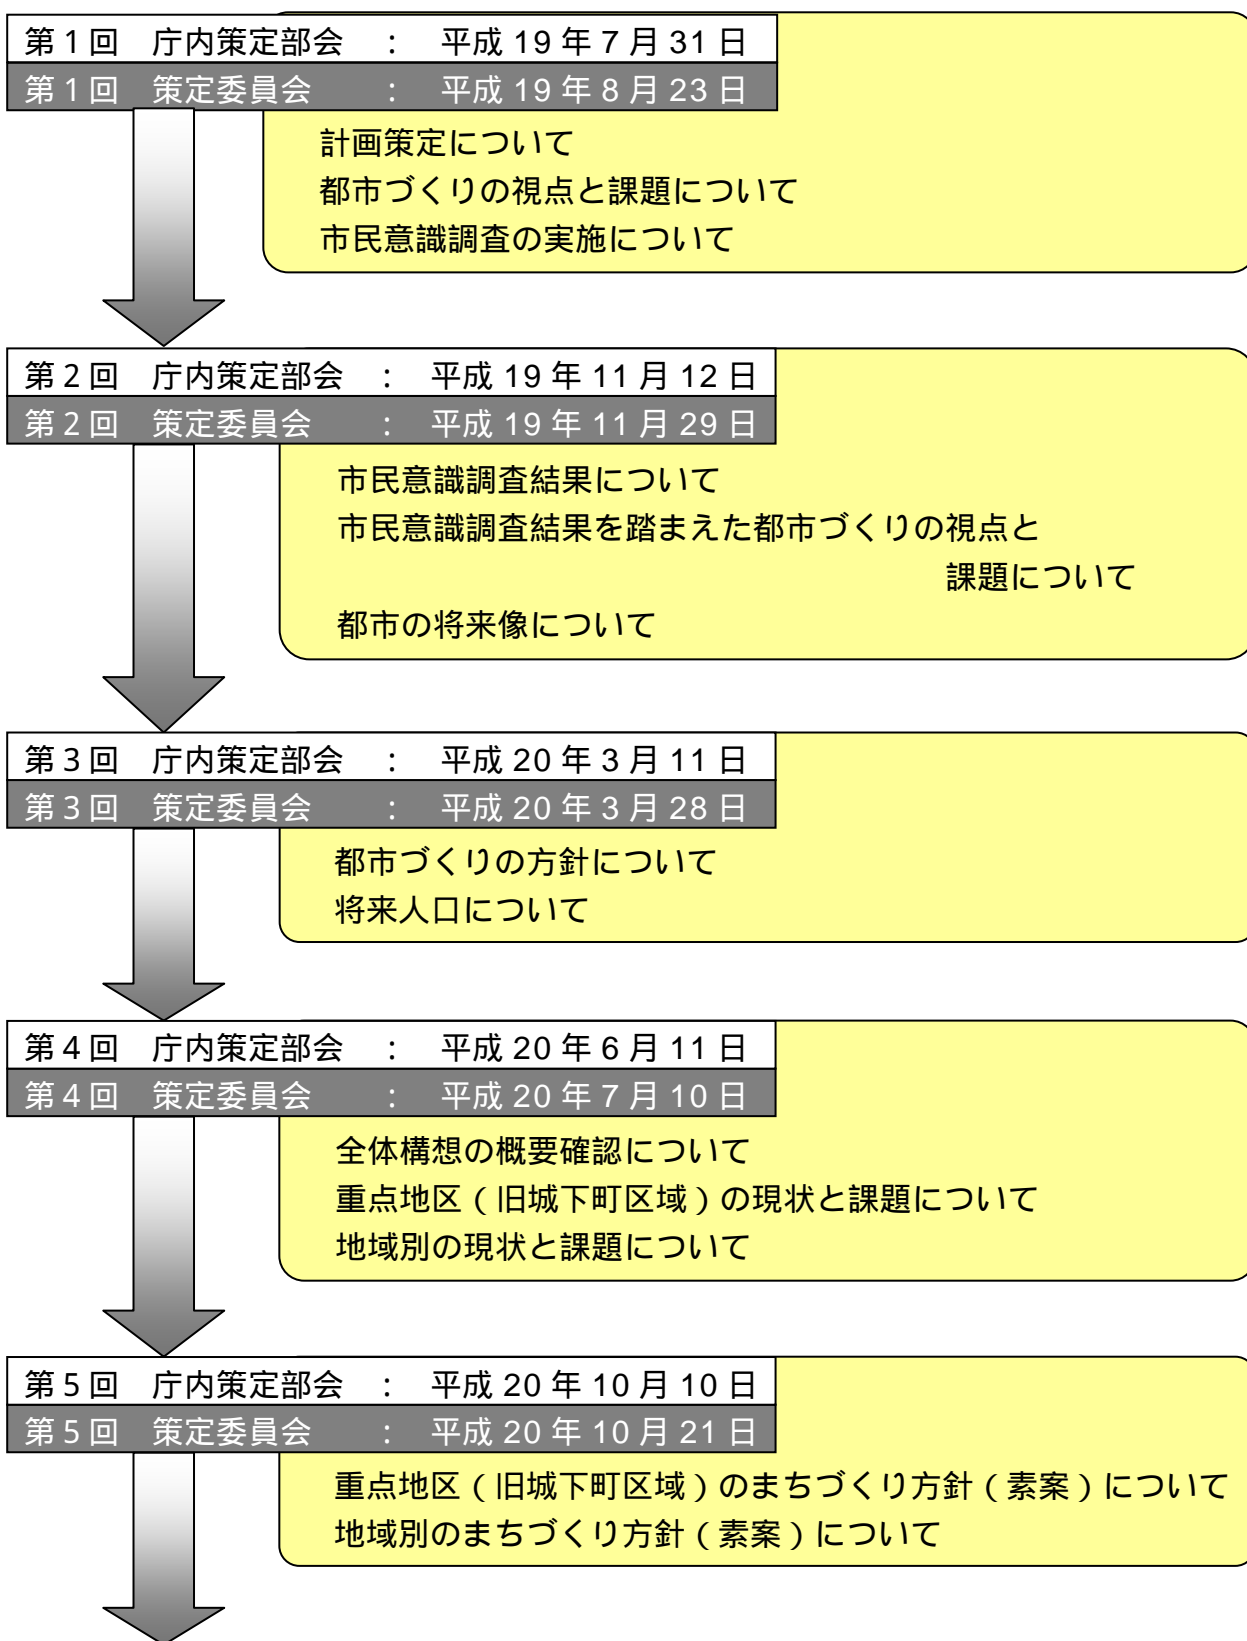 第1回　庁内策定部会　：　平成 19 年 7 月 31 日
第1回　策定委員会　：　平成 19 年 8 月 23 日
計画策定について
都市づくりの視点と課題について
市民意識調査の実施について
第2回　庁内策定部会　：　平成 19 年 11 月 12 日
第2回　策定委員会　：　平成 19 年 11 月 29 日
市民意識調査結果について
市民意識調査結果を踏まえた都市づくりの視点と
課題について
都市の将来像について
第3回　庁内策定部会　：　平成 20 年 3 月 11 日
第3回　策定委員会　：　平成 20 年 3 月 28 日
都市づくりの方針について
将来人口について
第4回　庁内策定部会　：　平成 20 年 6 月 11 日
第4回　策定委員会　：　平成 20 年 7 月 10 日
全体構想の概要確認について
重点地区（旧城下町区域）の現状と課題について
地域別の現状と課題について
第5回　庁内策定部会　：　平成 20 年 10 月 10 日
第5回　策定委員会　：　平成 20 年 10 月 21 日
重点地区（旧城下町区域）のまちづくり方針（素案）について
地域別のまちづくり方針（素案）について